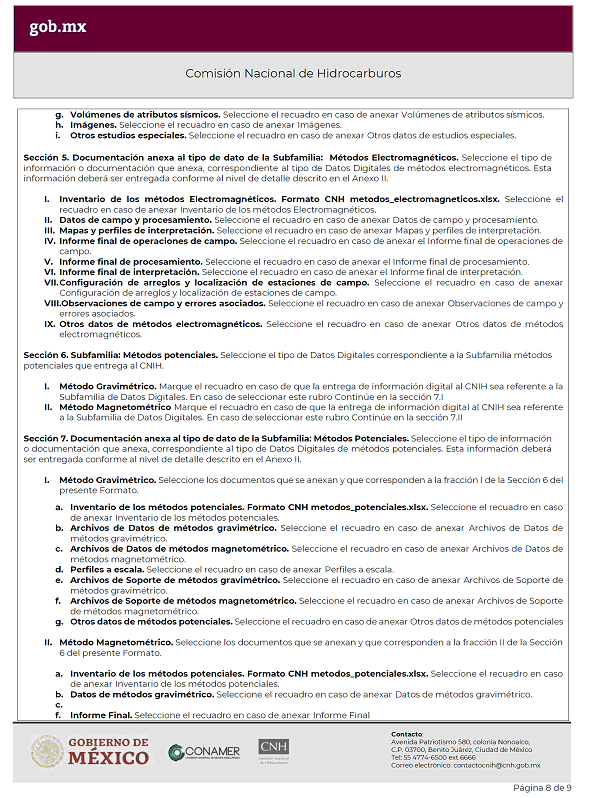 gob.mx
Comisión Nacional de Hidrocarburos
g. Volúmenes de atributos sísmicos. Seleccione el recuadro en caso de anexar Volúmenes de atributos sísmicos.
h. Imágenes. Seleccione el recuadro en caso de anexar Imágenes.
i. Otros estudios especiales. Seleccione el recuadro en caso de anexar Otros datos de estudios especiales.
Sección 5. Documentación anexa al tipo de dato de la Subfamilia: Métodos Electromagnéticos. Seleccione el tipo de
información o documentación que anexa, correspondiente al tipo de Datos Digitales de métodos electromagnéticos. Esta
información deberá ser entregada conforme al nivel de detalle descrito en el Anexo II.
I. Inventario de los métodos Electromagnéticos. Formato CNH metodos_electromagneticos.xlsx. Seleccione el
recuadro en caso de anexar Inventario de los métodos Electromagnéticos.
II. Datos de campo y procesamiento. Seleccione el recuadro en caso de anexar Datos de campo y procesamiento.
III. Mapas y perfiles de interpretación. Seleccione el recuadro en caso de anexar Mapas y perfiles de interpretación.
IV. Informe final de operaciones de campo. Seleccione el recuadro en caso de anexar el Informe final de operaciones de
campo.
V. Informe final de procesamiento. Seleccione el recuadro en caso de anexar el Informe final de procesamiento.
VI. Informe final de interpretación. Seleccione el recuadro en caso de anexar el Informe final de interpretación.
VII.Configuración de arreglos y localización de estaciones de campo. Seleccione el recuadro en caso de anexar
Configuración de arreglos y localización de estaciones de campo.
VIII.Observaciones de campo y errores asociados. Seleccione el recuadro en caso de anexar Observaciones de campo y
errores asociados.
IX. Otros datos de métodos electromagnéticos. Seleccione el recuadro en caso de anexar Otros datos de métodos
electromagnéticos.
Sección 6. Subfamilia: Métodos potenciales. Seleccione el tipo de Datos Digitales correspondiente a la Subfamilia métodos
potenciales que entrega al CNIH.
I. Método Gravimétrico. Marque el recuadro en caso de que la entrega de información digital al CNIH sea referente a la
Subfamilia de Datos Digitales. En caso de seleccionar este rubro Continúe en la sección 7.I
II. Método Magnetométrico Marque el recuadro en caso de que la entrega de información digital al CNIH sea referente
a la Subfamilia de Datos Digitales. En caso de seleccionar este rubro Continúe en la sección 7.II
Sección 7. Documentación anexa al tipo de dato de la Subfamilia: Métodos Potenciales. Seleccione el tipo de información
o documentación que anexa, correspondiente al tipo de Datos Digitales de métodos potenciales. Esta información deberá
ser entregada conforme al nivel de detalle descrito en el Anexo II.
I. Método Gravimétrico. Seleccione los documentos que se anexan y que corresponden a la fracción I de la Sección 6 del
presente Formato.
a. Inventario de los métodos potenciales. Formato CNH metodos_potenciales.xlsx. Seleccione el recuadro en caso
de anexar Inventario de los métodos potenciales.
b. Archivos de Datos de métodos gravimétrico. Seleccione el recuadro en caso de anexar Archivos de Datos de
métodos gravimétrico.
c. Archivos de Datos de métodos magnetométrico. Seleccione el recuadro en caso de anexar Archivos de Datos de
métodos magnetométrico.
d. Perfiles a escala. Seleccione el recuadro en caso de anexar Perfiles a escala.
e. Archivos de Soporte de métodos gravimétrico. Seleccione el recuadro en caso de anexar Archivos de Soporte de
métodos gravimétrico.
f. Archivos de Soporte de métodos magnetométrico. Seleccione el recuadro en caso de anexar Archivos de Soporte
de métodos magnetométrico.
g. Otros datos de métodos potenciales. Seleccione el recuadro en caso de anexar Otros datos de métodos potenciales
II. Método Magnetométrico. Seleccione los documentos que se anexan y que corresponden a la fracción II de la Sección
6 del presente Formato.
a. Inventario de los métodos potenciales. Formato CNH metodos_potenciales.xlsx. Seleccione el recuadro en caso
de anexar Inventario de los métodos potenciales.
b. Datos de métodos gravimétrico. Seleccione el recuadro en caso de anexar Datos de métodos gravimétrico.
c.
f. Informe Final. Seleccione el recuadro en caso de anexar Informe Final
GOBIERNO DE
MÉXICO
CONAMER
CNH
Comisión Nacional
de Hidrocarburos
Contacto:
Avenida Patriotismo 580, colonia Nonoalco,
C.P. 03700, Benito Juárez, Ciudad de México
Tel: 55 4774-6500 ext 6666
Correo electrónico: contactocnih@cnh.gob.mx
Página 8 de 9